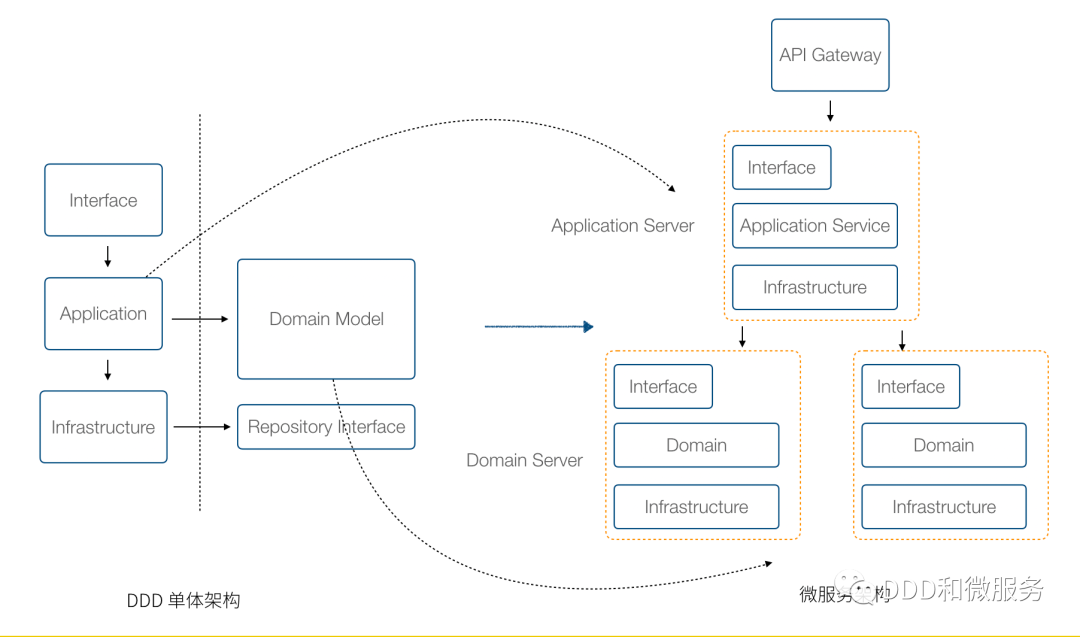 API Gateway
Interface
Application
Infrastructure
Domain Model
Repository Interface
DDD 单体架构
Application Server
Interface
Application Service
Infrastructure
Domain Server
Interface
Domain
Infrastructure
Interface
Domain
Infrastructure
微服务架构
DDD和微服务